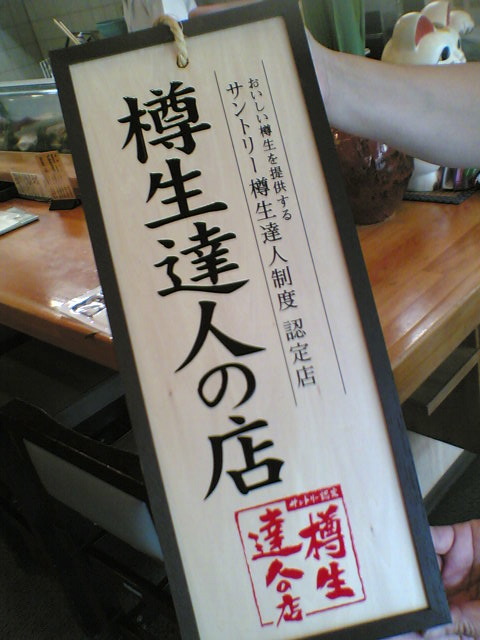 おいしい樽生を提供する
サントリー樽生達人制度 認定店
樽生達人の店
サントリー認定
樽生
達人の店